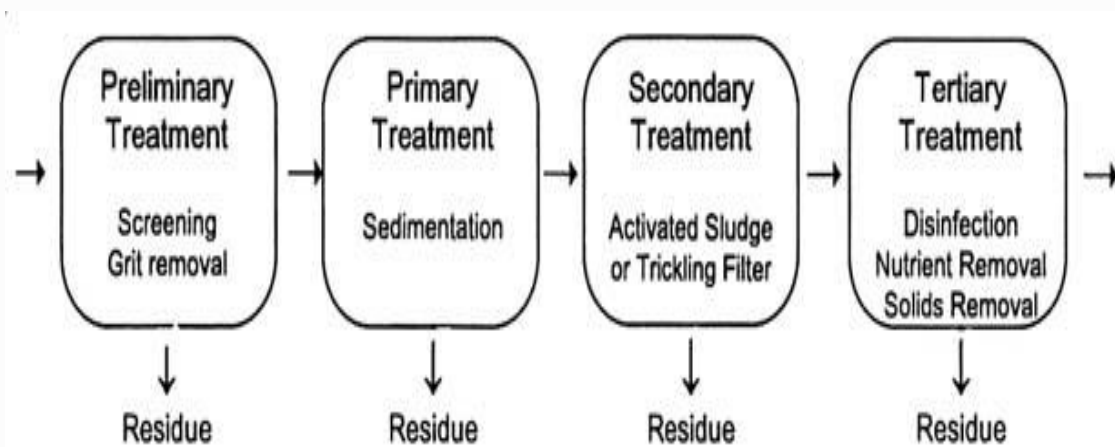 Preliminary
Treatment
Screening
Grit removal
Residue
Primary
Treatment
Sedimentation
Residue
Secondary
Treatment
Activated Sludge
or Trickling Filter
Residue
Tertiary
Treatment
Disinfection
Nutrient Removal
Solids Removal
Residue